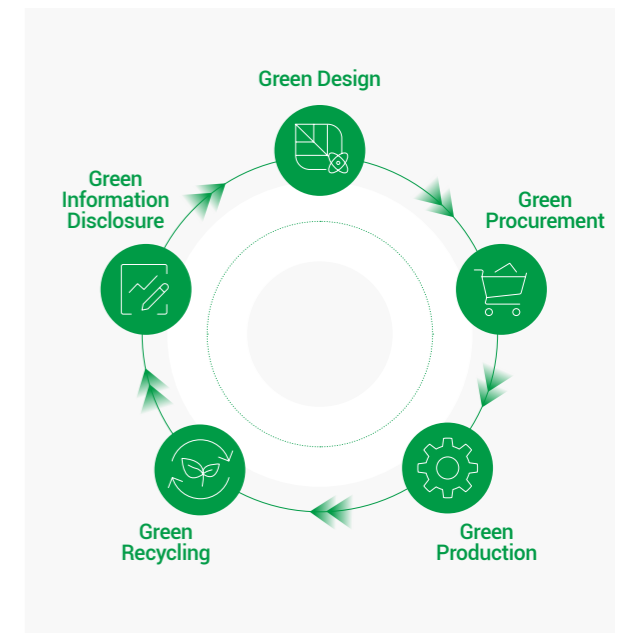 Green Design
Green
Procurement
Green
Production
Green
Recycling
Green
Information
Disclosure